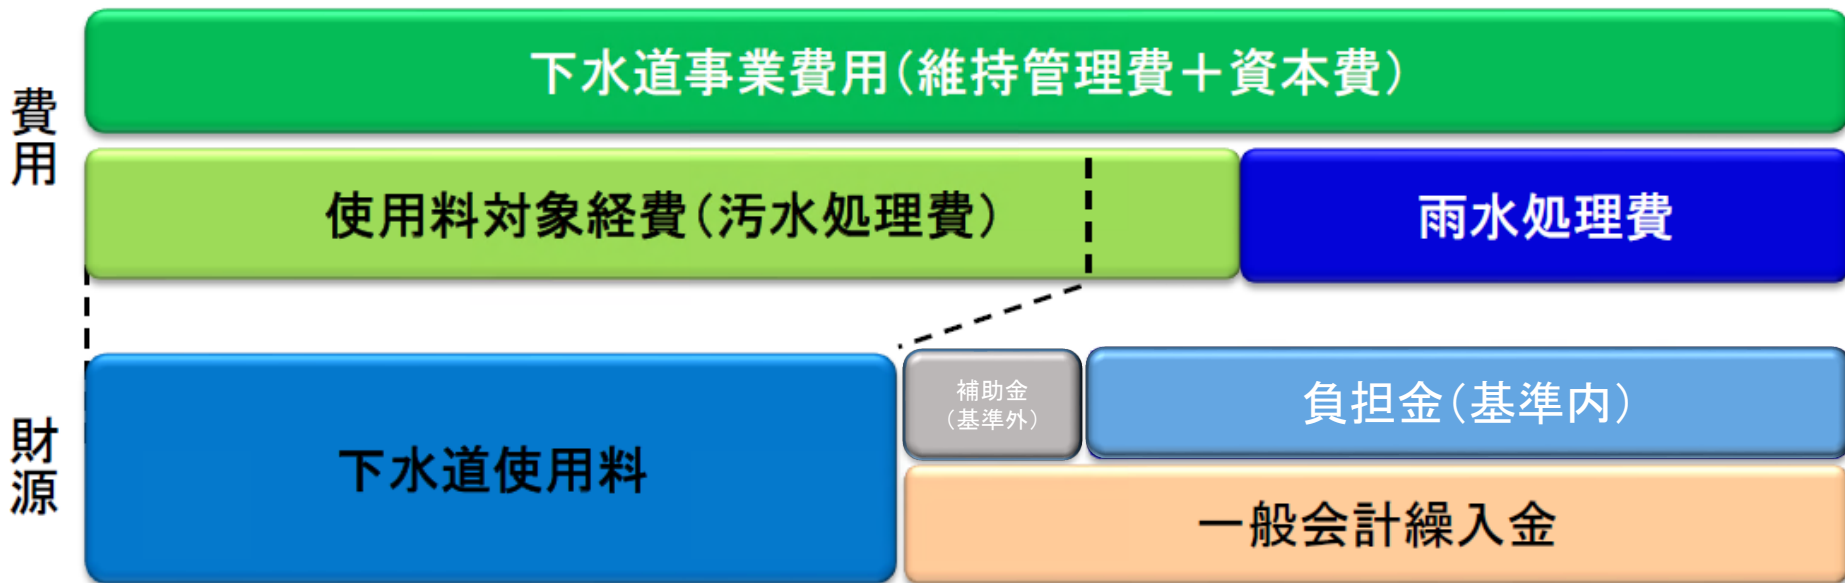 費用
下水道事業費用（維持管理費＋資本費）
使用料対象経費（汚水処理費）
雨水処理費
財源
下水道使用料
補助金
（基準外）
負担金（基準内）
一般会計繰入金